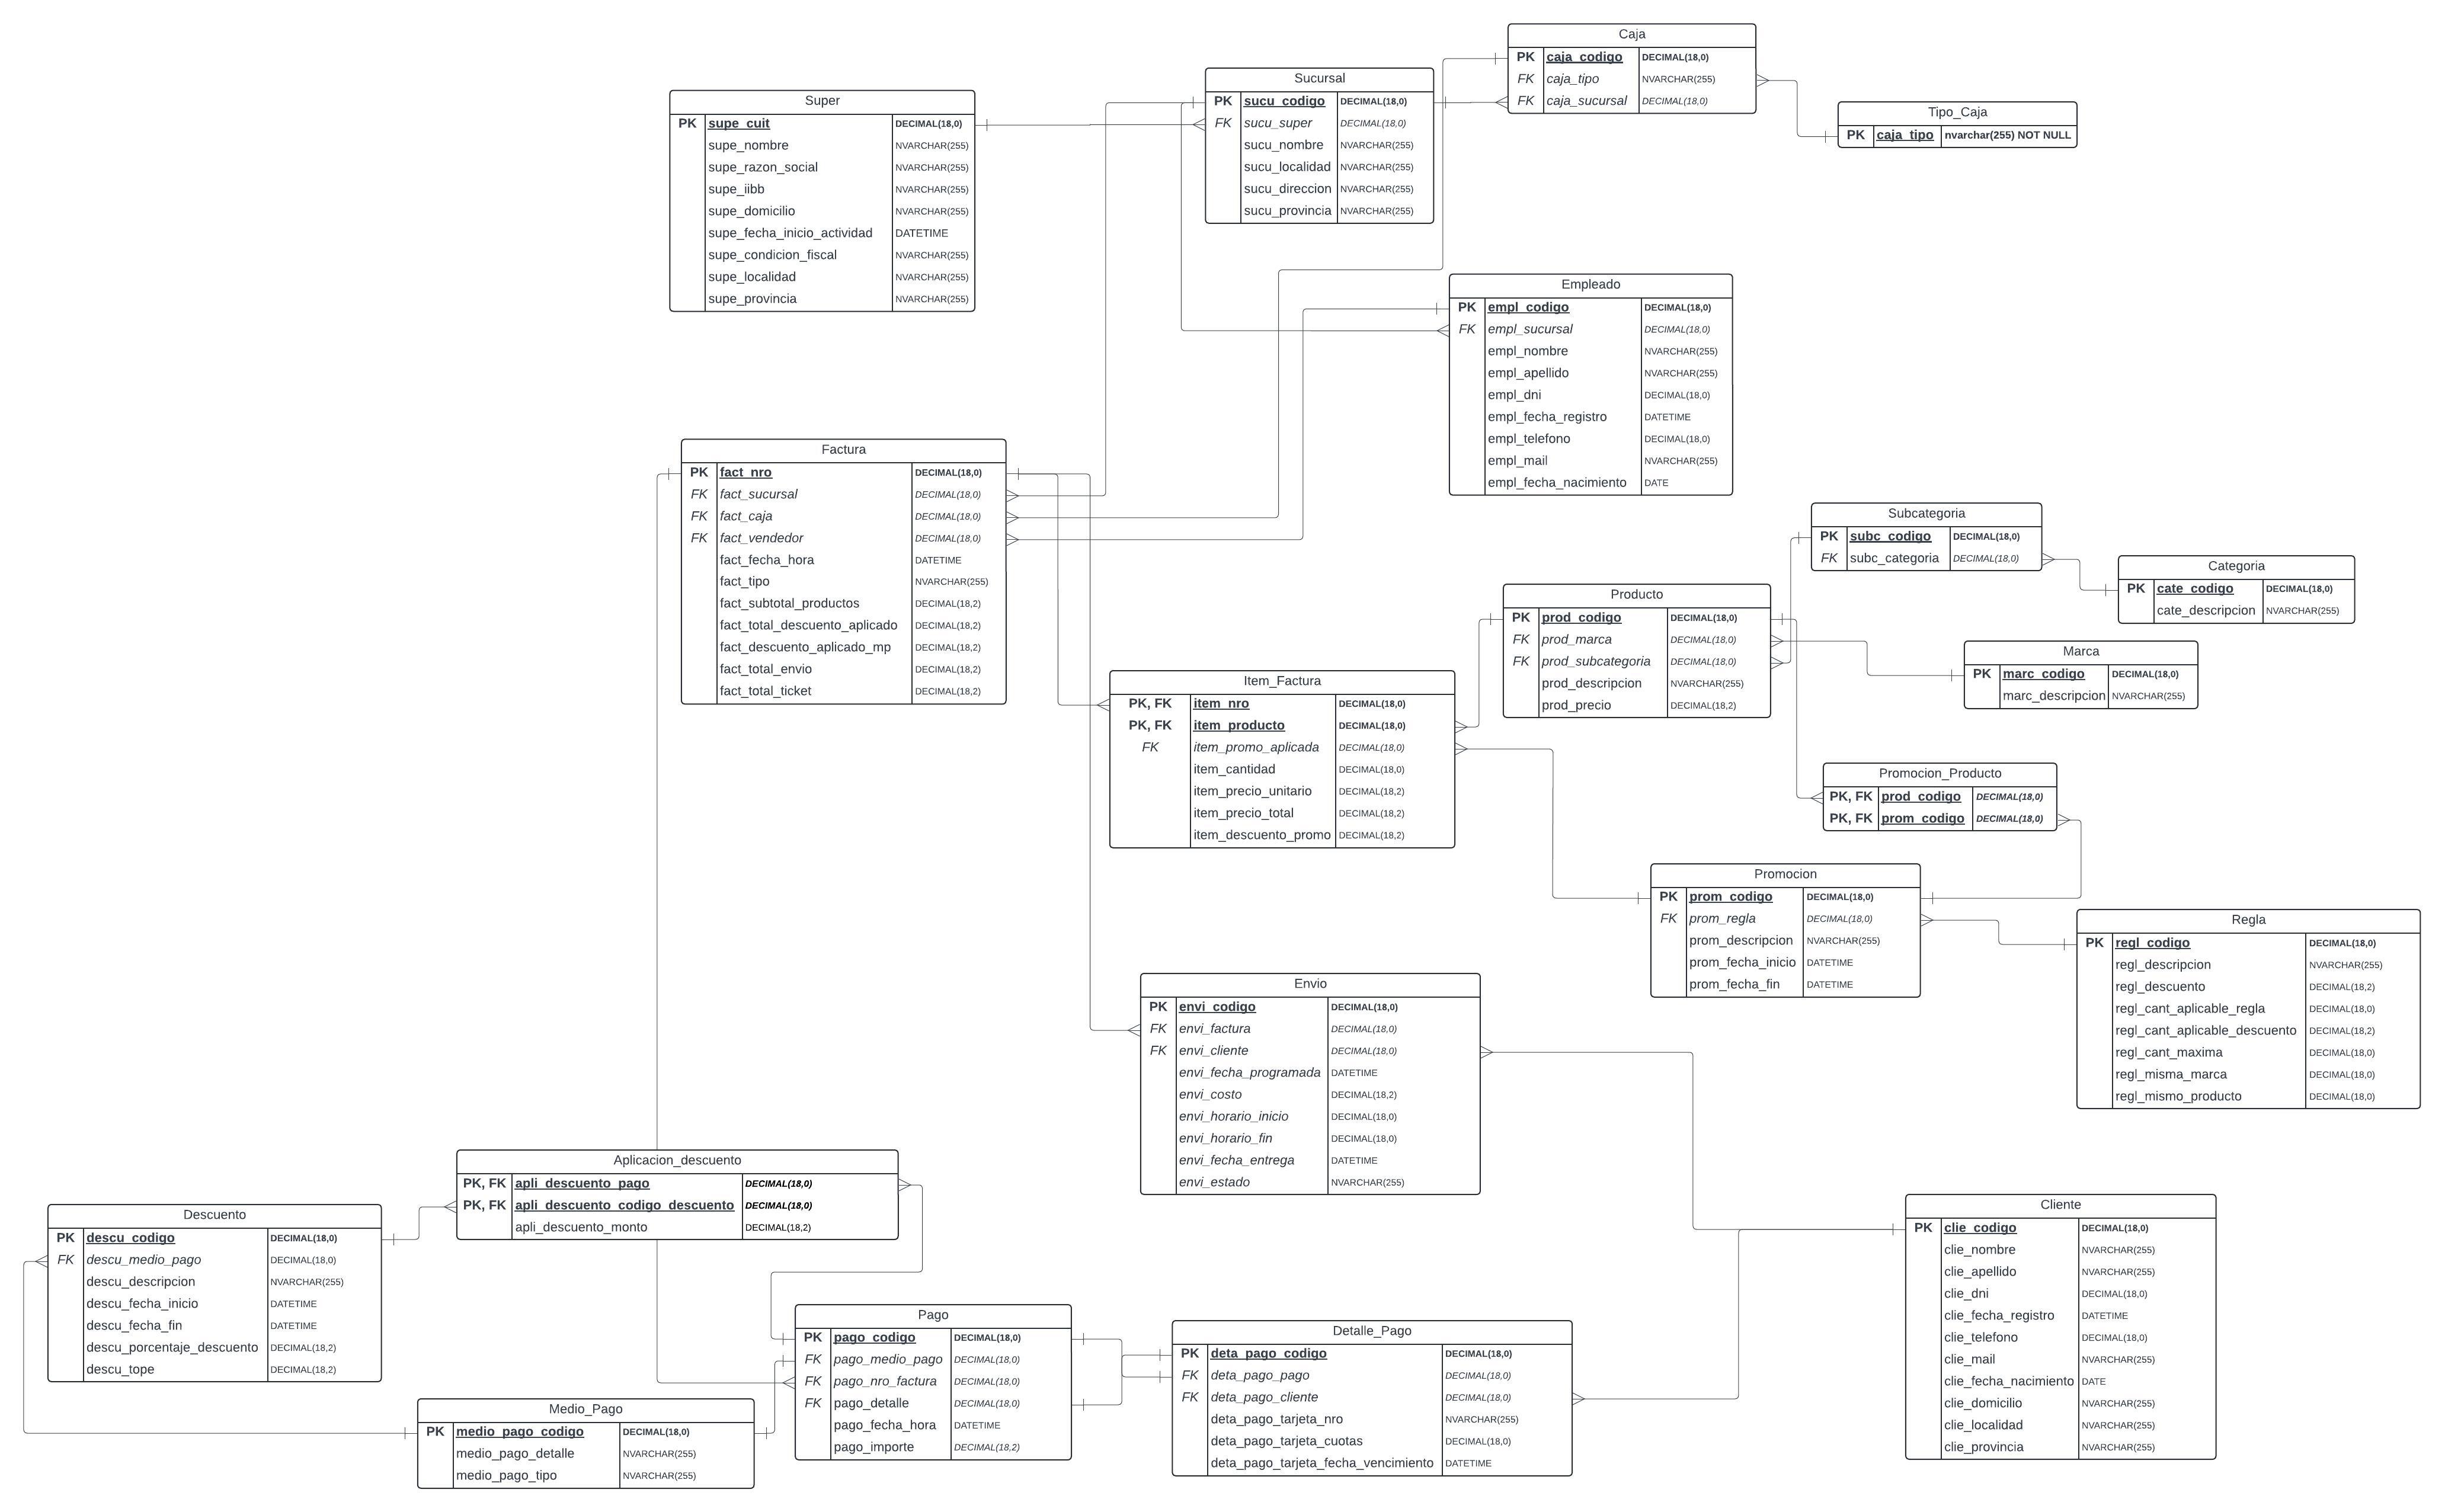 Caja
PK caja_codigo DECIMAL(18,0)
FK caja_tipo NVARCHAR(255)
FK caja_sucursal DECIMAL(18,0)
Sucursal
PK sucu_codigo DECIMAL(18,0)
FK sucu_super DECIMAL(18,0)
sucu_nombre NVARCHAR(255)
sucu_localidad NVARCHAR(255)
sucu_direccion NVARCHAR(255)
sucu_provincia NVARCHAR(255)
Super
PK supe_cuit DECIMAL(18,0)
supe_nombre NVARCHAR(255)
supe_razon_social NVARCHAR(255)
supe_iibb NVARCHAR(255)
supe_domicilio NVARCHAR(255)
supe_fecha_inicio_actividad DATETIME
supe_condicion_fiscal NVARCHAR(255)
supe_localidad NVARCHAR(255)
supe_provincia NVARCHAR(255)
Tipo_Caja
PK caja_tipo nvarchar(255) NOT NULL
Empleado
PK empl_codigo DECIMAL(18,0)
FK empl_sucursal DECIMAL(18,0)
empl_nombre NVARCHAR(255)
empl_apellido NVARCHAR(255)
empl_dni DECIMAL(18,0)
empl_fecha_registro DATETIME
empl_telefono DECIMAL(18,0)
empl_mail NVARCHAR(255)
empl_fecha_nacimiento DATE
Factura
PK fact_nro DECIMAL(18,0)
FK fact_sucursal DECIMAL(18,0)
FK fact_caja DECIMAL(18,0)
FK fact_vendedor DECIMAL(18,0)
fact_fecha_hora DATETIME
fact_tipo NVARCHAR(255)
fact_subtotal_productos DECIMAL(18,2)
fact_total_descuento_aplicado DECIMAL(18,2)
fact_descuento_aplicado_mp DECIMAL(18,2)
fact_total_envio DECIMAL(18,2)
fact_total_ticket DECIMAL(18,2)
Subcategoria
PK subc_codigo DECIMAL(18,0)
FK subc_categoria DECIMAL(18,0)
Categoria
PK cate_codigo DECIMAL(18,0)
cate_descripcion NVARCHAR(255)
Producto
PK prod_codigo DECIMAL(18,0)
FK prod_marca DECIMAL(18,0)
FK prod_subcategoria DECIMAL(18,0)
prod_descripcion NVARCHAR(255)
prod_precio DECIMAL(18,2)
Marca
PK marc_codigo DECIMAL(18,0)
marc_descripcion NVARCHAR(255)
Item_Factura
PK, FK item_nro DECIMAL(18,0)
PK, FK item_producto DECIMAL(18,0)
FK item_promo_aplicada DECIMAL(18,0)
item_cantidad DECIMAL(18,0)
item_precio_unitario DECIMAL(18,2)
item_precio_total DECIMAL(18,2)
item_descuento_promo DECIMAL(18,2)
Promocion_Producto
PK, FK prod_codigo DECIMAL(18,0)
PK, FK prom_codigo DECIMAL(18,0)
Promocion
PK prom_codigo DECIMAL(18,0)
FK prom_regla DECIMAL(18,0)
prom_descripcion NVARCHAR(255)
prom_fecha_inicio DATETIME
prom_fecha_fin DATETIME
Regla
PK regl_codigo DECIMAL(18,0)
regl_descripcion NVARCHAR(255)
regl_descuento DECIMAL(18,2)
regl_cant_aplicable_regla DECIMAL(18,0)
regl_cant_aplicable_descuento DECIMAL(18,2)
regl_cant_maxima DECIMAL(18,0)
regl_misma_marca DECIMAL(18,0)
regl_mismo_producto DECIMAL(18,0)
Envio
PK envi_codigo DECIMAL(18,0)
FK envi_factura DECIMAL(18,0)
FK envi_cliente DECIMAL(18,0)
envi_fecha_programada DATETIME
envi_costo DECIMAL(18,2)
envi_horario_inicio DECIMAL(18,0)
envi_horario_fin DECIMAL(18,0)
envi_fecha_entrega DATETIME
envi_estado NVARCHAR(255)
Aplicacion_descuento
PK, FK apli_descuento_pago DECIMAL(18,0)
PK, FK apli_descuento_codigo_descuento DECIMAL(18,0)
apli_descuento_monto DECIMAL(18,2)
Descuento
PK descu_codigo DECIMAL(18,0)
FK descu_medio_pago DECIMAL(18,0)
descu_descripcion NVARCHAR(255)
descu_fecha_inicio DATETIME
descu_fecha_fin DATETIME
descu_porcentaje_descuento DECIMAL(18,2)
descu_tope DECIMAL(18,2)
Cliente
PK clie_codigo DECIMAL(18,0)
clie_nombre NVARCHAR(255)
clie_apellido NVARCHAR(255)
clie_dni DECIMAL(18,0)
clie_fecha_registro DATETIME
clie_telefono DECIMAL(18,0)
clie_mail NVARCHAR(255)
clie_fecha_nacimiento DATE
clie_domicilio NVARCHAR(255)
clie_localidad NVARCHAR(255)
clie_provincia NVARCHAR(255)
Pago
PK pago_codigo DECIMAL(18,0)
FK pago_medio_pago DECIMAL(18,0)
FK pago_nro_factura DECIMAL(18,0)
FK pago_detalle DECIMAL(18,0)
pago_fecha_hora DATETIME
pago_importe DECIMAL(18,2)
Detalle_Pago
PK deta_pago_codigo DECIMAL(18,0)
FK deta_pago_pago DECIMAL(18,0)
FK deta_pago_cliente DECIMAL(18,0)
deta_pago_tarjeta_nro NVARCHAR(255)
deta_pago_tarjeta_cuotas DECIMAL(18,0)
deta_pago_tarjeta_fecha_vencimiento DATETIME
Medio_Pago
PK medio_pago_codigo DECIMAL(18,0)
medio_pago_detalle NVARCHAR(255)
medio_pago_tipo NVARCHAR(255)